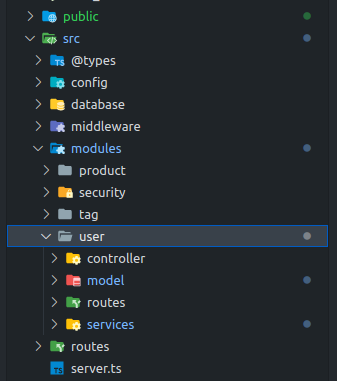 public
src
@types
config
database
middleware
modules
product
security
tag
user
controller
model
routes
services
routes
server.ts